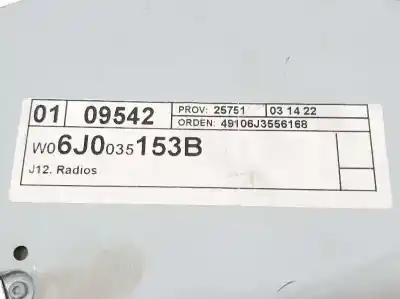 01 09542 PROV: 25751 03 14 22
ORDEN: 49106J3556168
W06J0035153B
J12. Radios